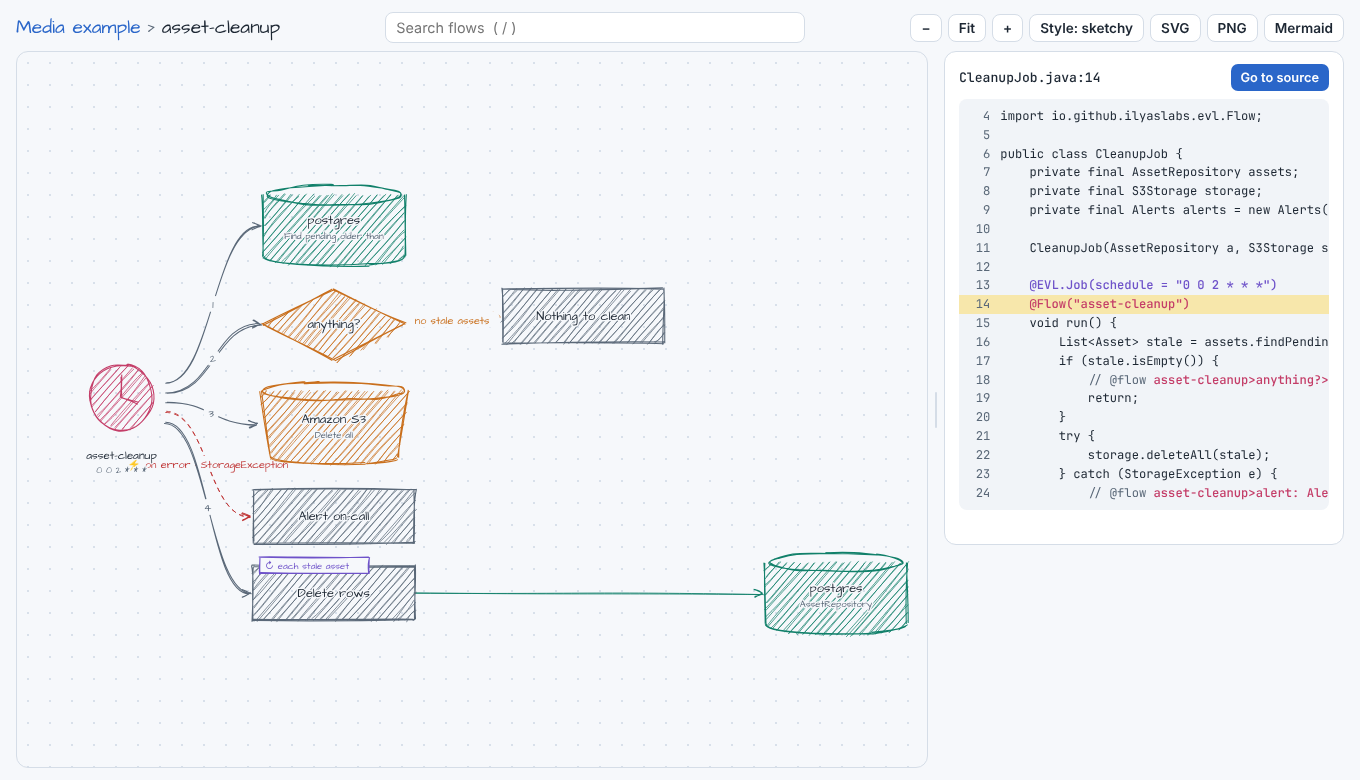 Media example > asset-cleanup
Search flows ( / )
–
Fit
+
Style: sketchy
SVG
PNG
Mermaid
postgres
Find pending older than
1
anything?
no stale assets
Nothing to clean
2
Amazon S3
Delete all
3
asset-cleanup
0 0 2 * * *
⚡ on error StorageException
Alert on-call
4
↻ each stale asset
Delete rows
postgres
AssetRepository
CleanupJob.java:14
Go to source
4 import io.github.ilyaslabs.evl.Flow;
5
6 public class CleanupJob {
7 private final AssetRepository assets;
8 private final S3Storage storage;
9 private final Alerts alerts = new Alerts(
10
11 CleanupJob(AssetRepository a, S3Storage s
12
13 @EVL.Job(schedule = "0 0 2 * * *")
14 @Flow("asset-cleanup")
15 void run() {
16 List<Asset> stale = assets.findPendin
17 if (stale.isEmpty()) {
18 // @flow asset-cleanup>anything?>
19 return;
20 }
21 try {
22 storage.deleteAll(stale);
23 } catch (StorageException e) {
24 // @flow asset-cleanup>alert: Ale